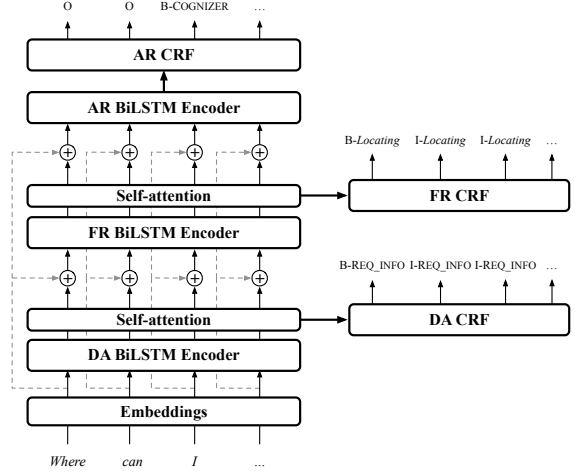 O O B-COGNIZER ...
AR CRF
AR BiLSTM Encoder
+ + + +
B-Locating I-Locating I-Locating ...
Self-attention
FR CRF
FR BiLSTM Encoder
+ + + +
B-REQ_INFO I-REQ_INFO I-REQ_INFO ...
Self-attention
DA CRF
DA BiLSTM Encoder
Embeddings
Where can I ...